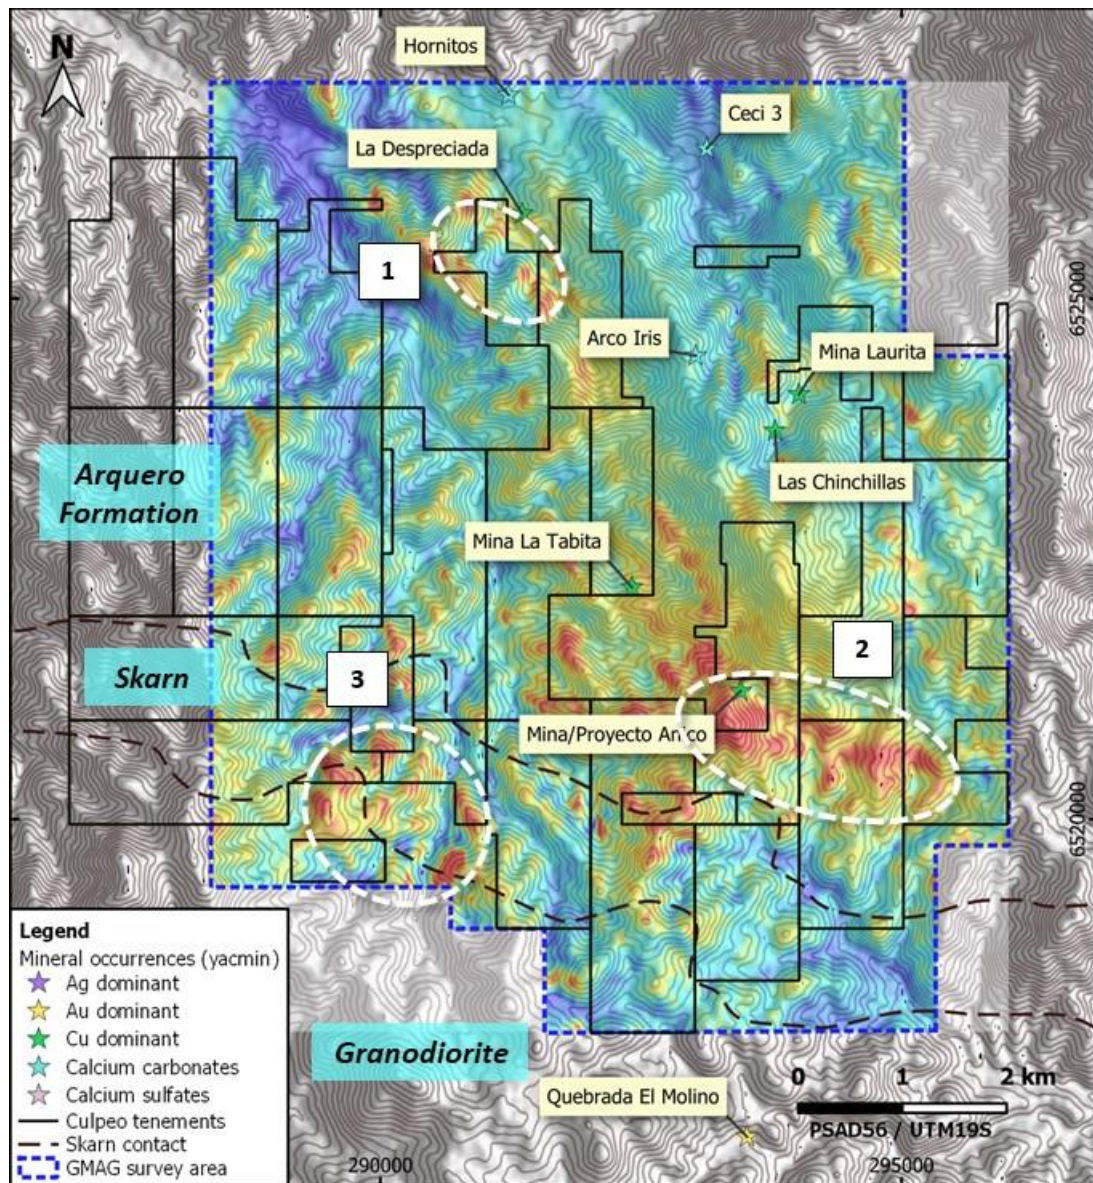 N
Hornitos
Ceci 3
La Despreciada
1
6525000
Arco Iris
Mina Laurita
Arquero
Formation
Las Chinchillas
Mina La Tabita
2
Skarn
3
Mina/Proyecto Anico
6520000
Legend
Mineral occurrences (yacmin)
Ag dominant
Au dominant
Cu dominant
Calcium carbonates
Calcium sulfates
Culpeo tenements
Skarn contact
GMAG survey area
Granodiorite
0 1 2 km
Quebrada El Molino
PSAD56 / UTM19S
290000
295000